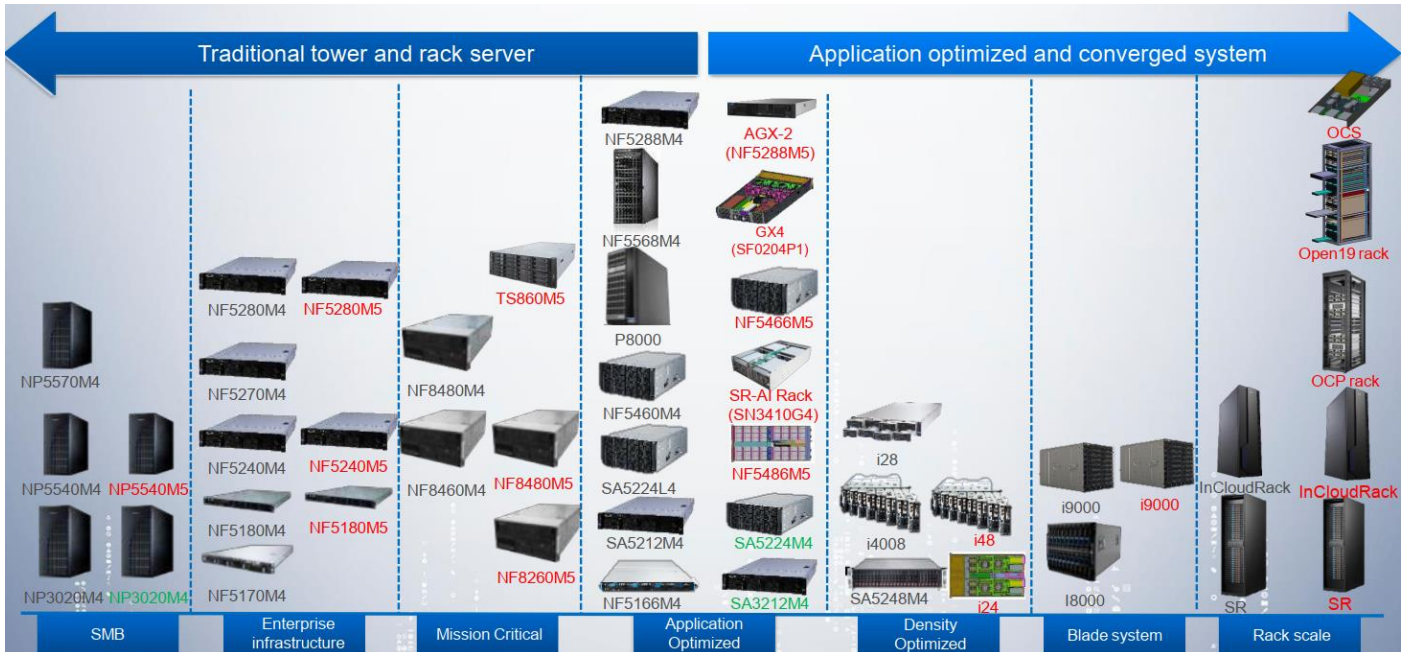 Traditional tower and rack server
Application optimized and converged system
NP5570M4
NP5540M4
NP5540M5
NP3020M4
NP3020M4
SMB
NF5280M4
NF5280M5
NF5270M4
NF5240M4
NF5240M5
NF5180M4
NF5180M5
NF5170M4
Enterprise
infrastructure
TS860M5
NF8480M4
NF8460M4
NF8480M5
NF8260M5
Mission Critical
NF5288M4
AGX-2
(NF5288M5)
NF5568M4
GX4
(SF0204P1)
P8000
NF5466M5
NF5460M4
SR-AI Rack
(SN3410G4)
SA5224L4
NF5486M5
SA5212M4
SA5224M4
NF5166M4
SA3212M4
Application
Optimized
i28
i4008
i48
SA5248M4
i24
Density
Optimized
i9000
i9000
I8000
Blade system
OCS
Open19 rack
OCP rack
InCloudRack
InCloudRack
SR
SR
Rack scale